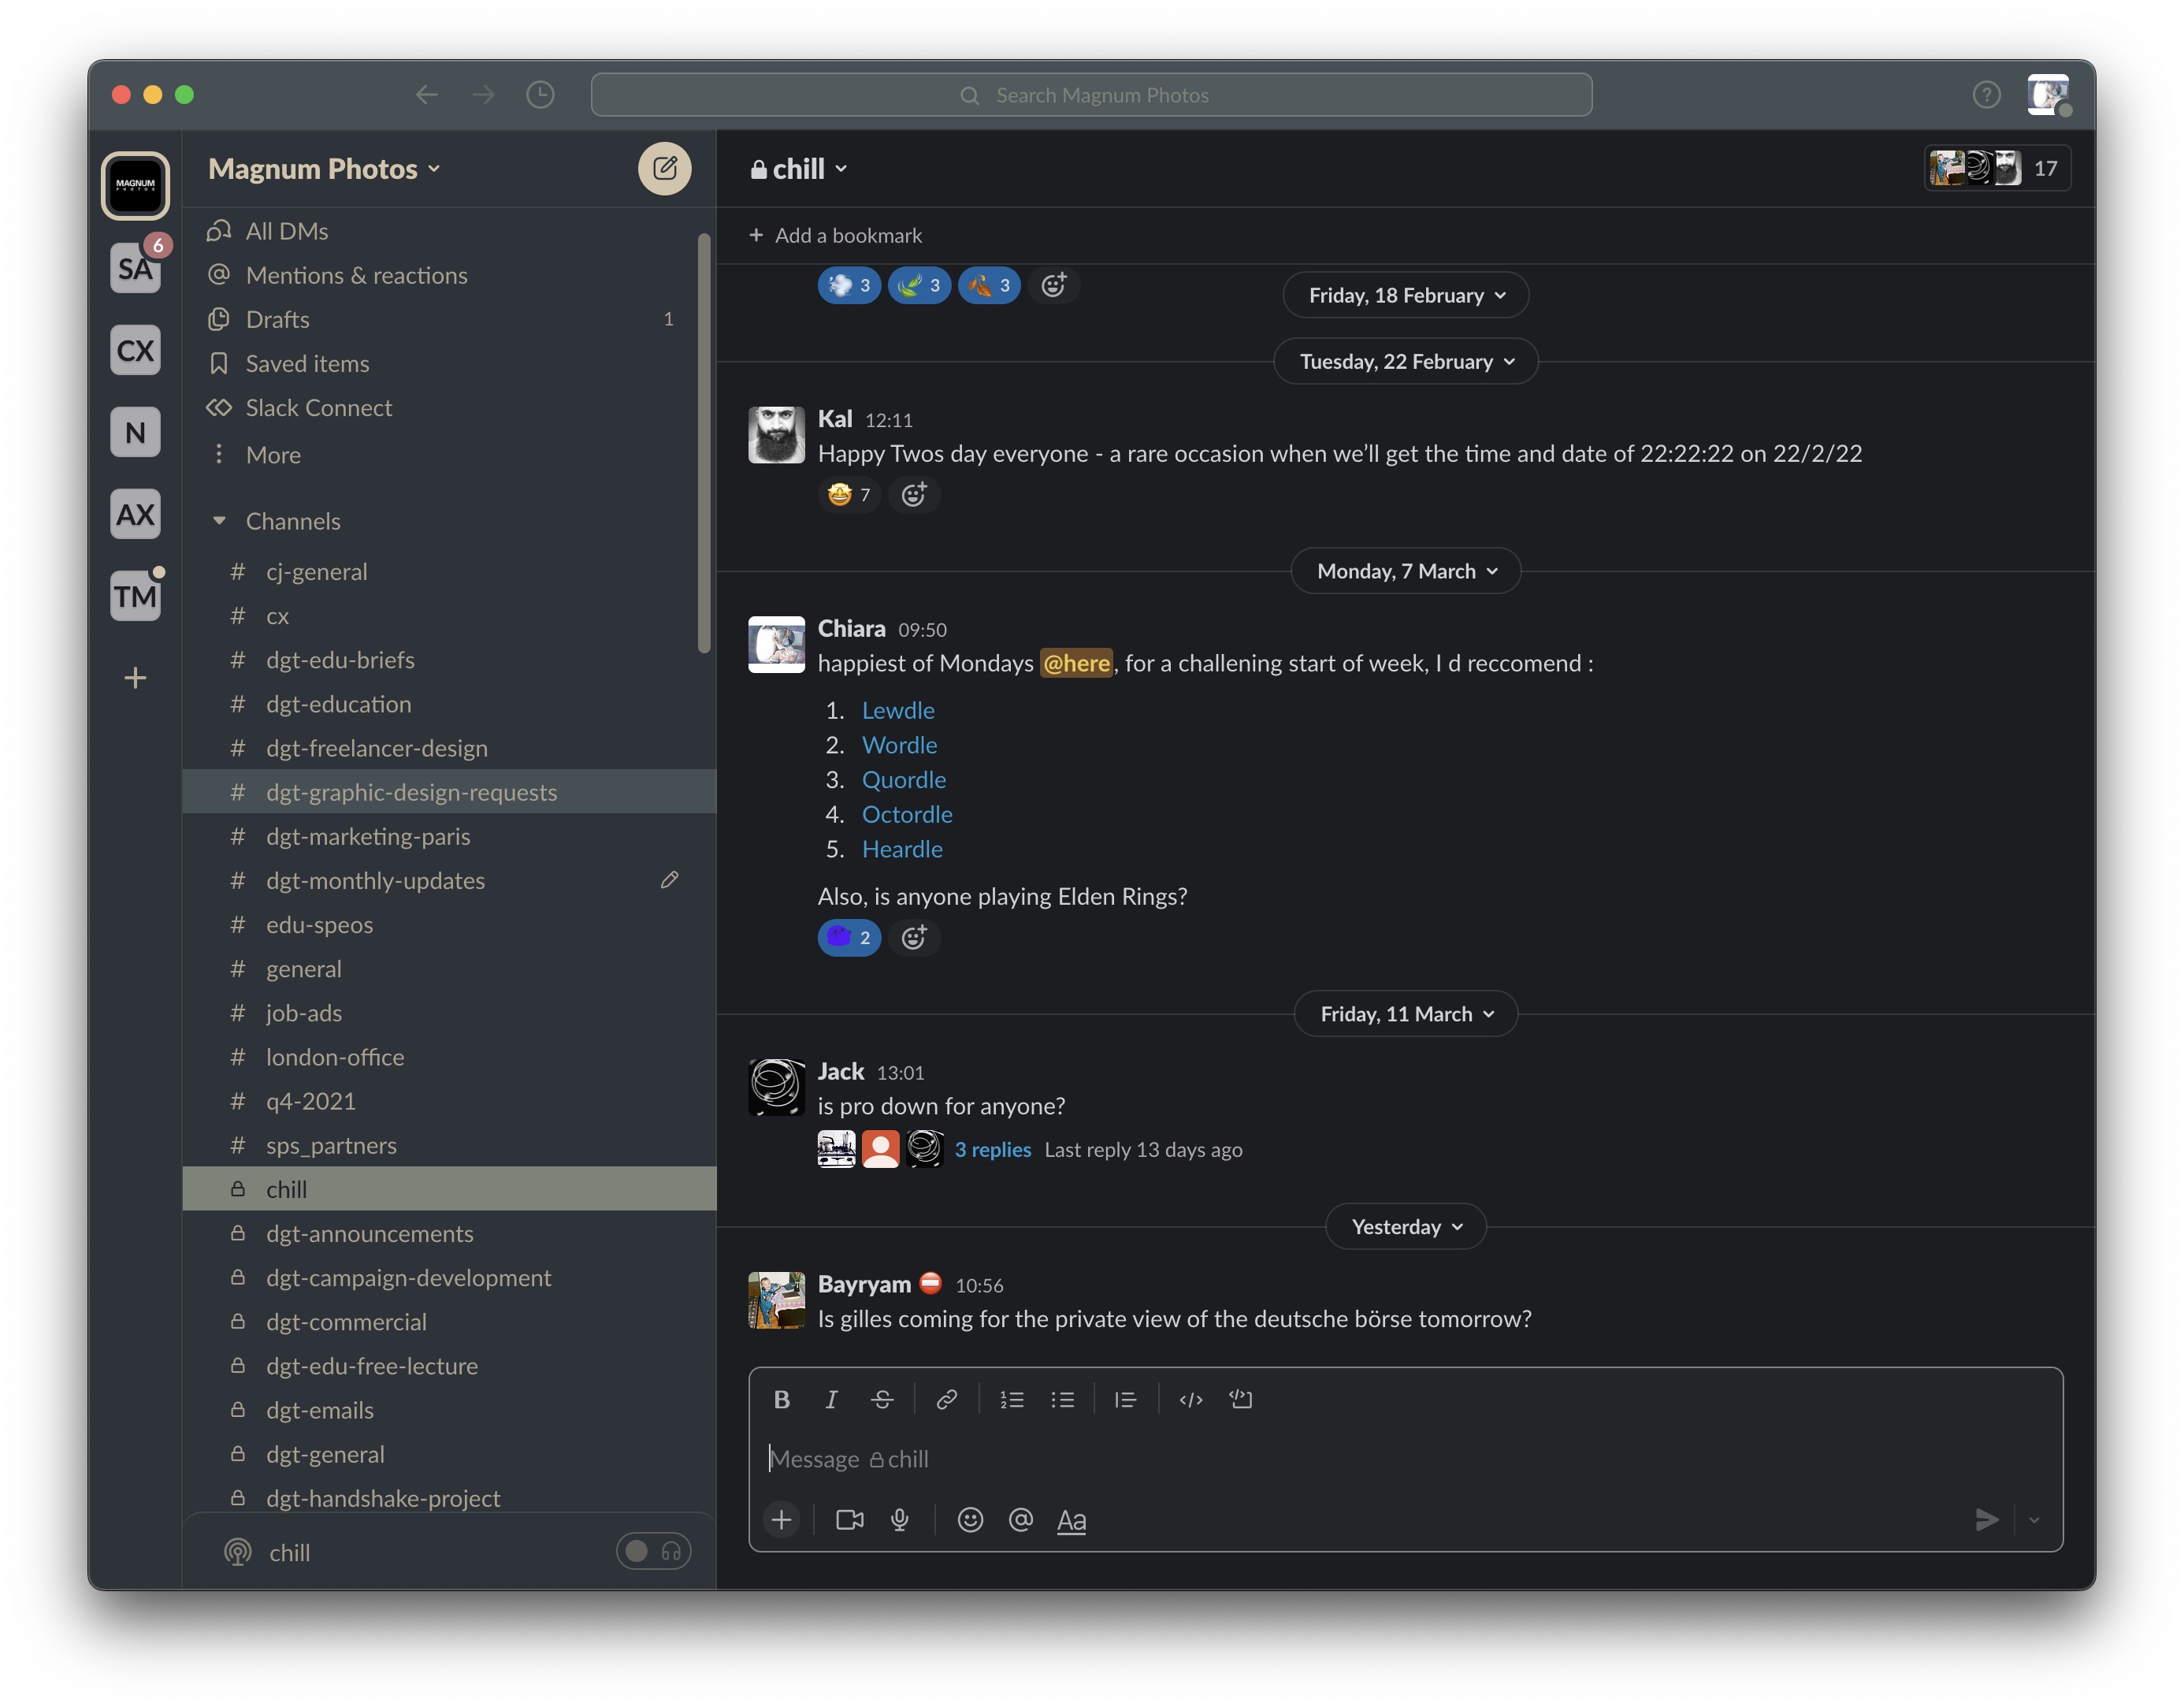 Search Magnum Photos
?
MAGNUM
PHOTOS
SA
6
CX
N
AX
TM
Magnum Photos
All DMs
Mentions & reactions
Drafts 1
Saved items
Slack Connect
More
Channels
# cj-general
# cx
# dgt-edu-briefs
# dgt-education
# dgt-freelancer-design
# dgt-graphic-design-requests
# dgt-marketing-paris
# dgt-monthly-updates
# edu-speos
# general
# job-ads
# london-office
# q4-2021
# sps_partners
chill
dgt-announcements
dgt-campaign-development
dgt-commercial
dgt-edu-free-lecture
dgt-emails
dgt-general
dgt-handshake-project
chill
chill
17
+ Add a bookmark
3 3 3
Friday, 18 February
Tuesday, 22 February
Kal 12:11
Happy Twos day everyone - a rare occasion when we’ll get the time and date of 22:22:22 on 22/2/22
7
Monday, 7 March
Chiara 09:50
happiest of Mondays @here, for a challening start of week, I d reccomend :
1. Lewdle
2. Wordle
3. Quordle
4. Octordle
5. Heardle
Also, is anyone playing Elden Rings?
2
Friday, 11 March
Jack 13:01
is pro down for anyone?
3 replies Last reply 13 days ago
Yesterday
Bayryam 10:56
Is gilles coming for the private view of the deutsche börse tomorrow?
B I S
Message chill
Aa